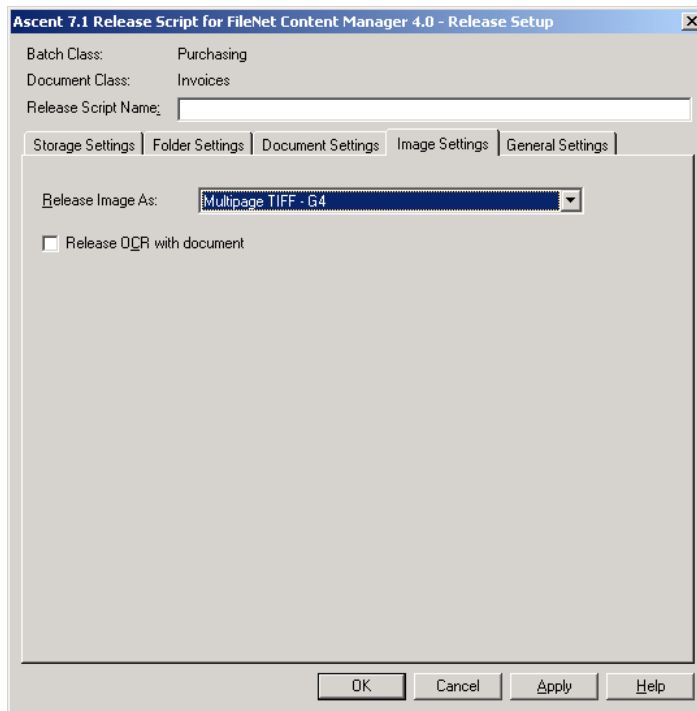 Ascent 7.1 Release Script for FileNet Content Manager 4.0 - Release Setup
Batch Class: Purchasing
Document Class: Invoices
Release Script Name:
Storage Settings Folder Settings Document Settings Image Settings General Settings
Release Image As: Multipage TIFF - G4
Release OCR with document
OK Cancel Apply Help